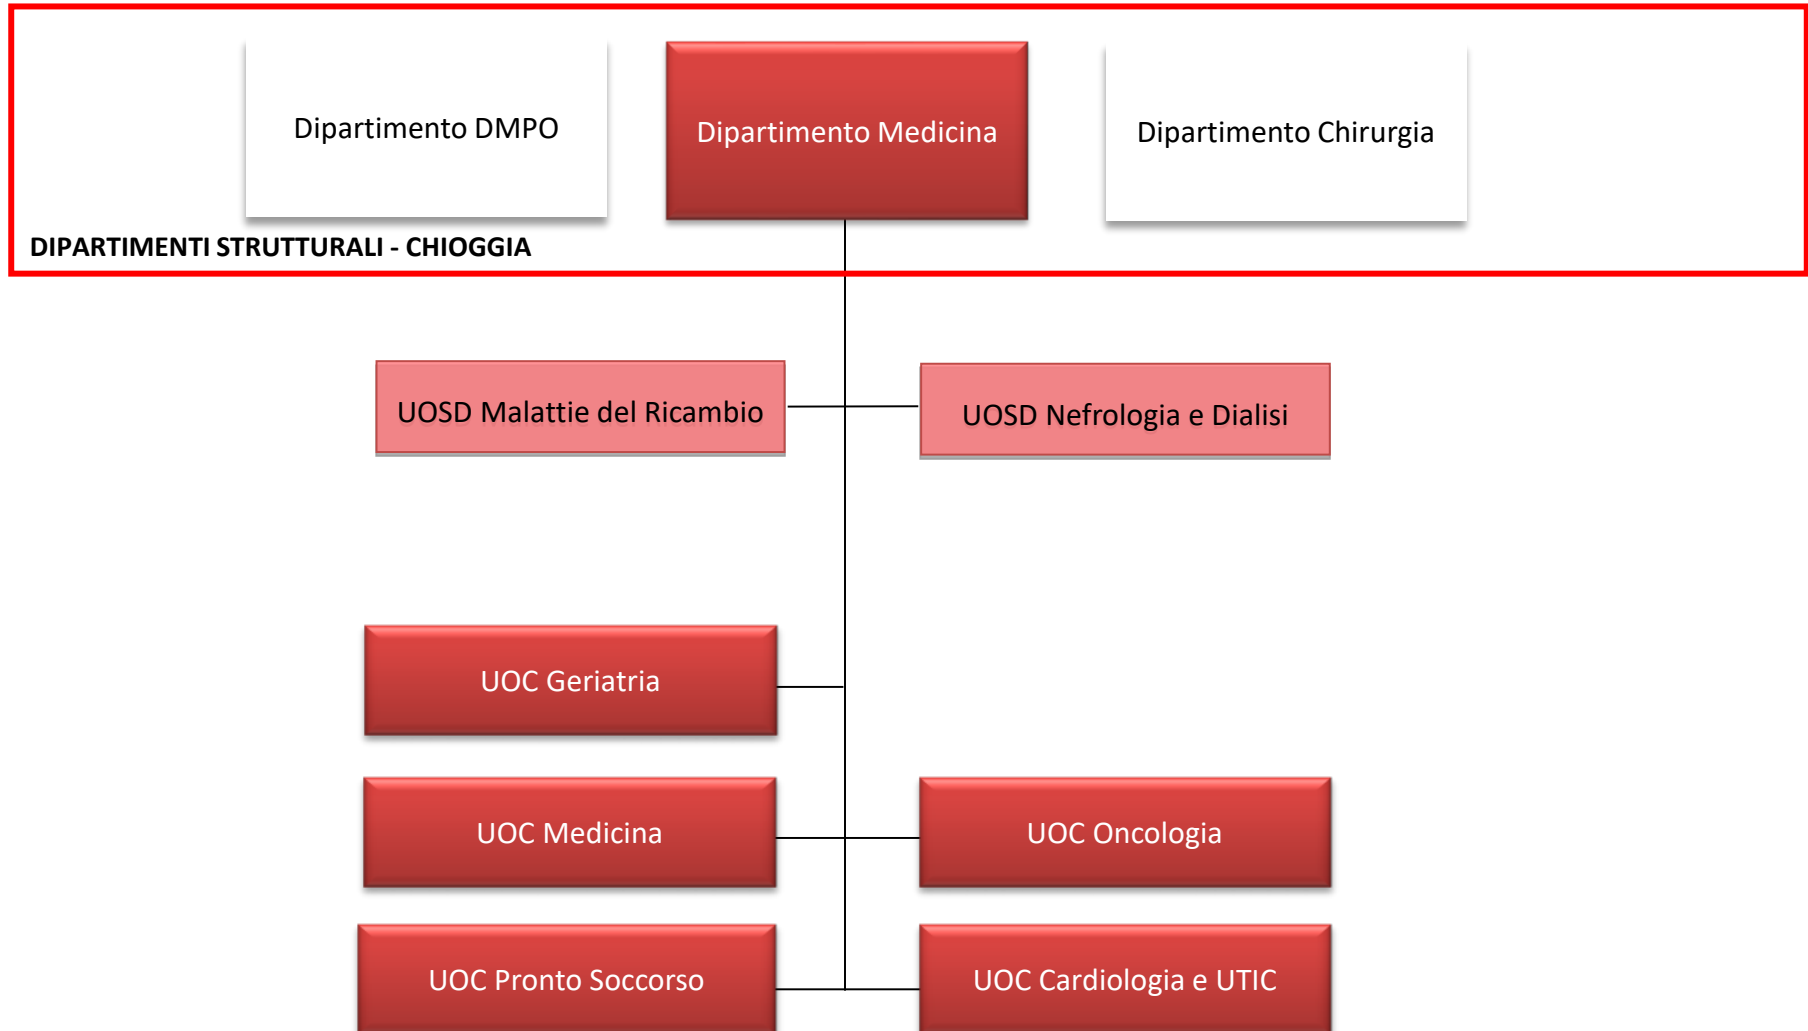 Dipartimento DMPO
Dipartimento Medicina
Dipartimento Chirurgia
DIPARTIMENTI STRUTTURALI - CHIOGGIA
UOSD Malattie del Ricambio
UOSD Nefrologia e Dialisi
UOC Geriatria
UOC Medicina
UOC Oncologia
UOC Pronto Soccorso
UOC Cardiologia e UTIC